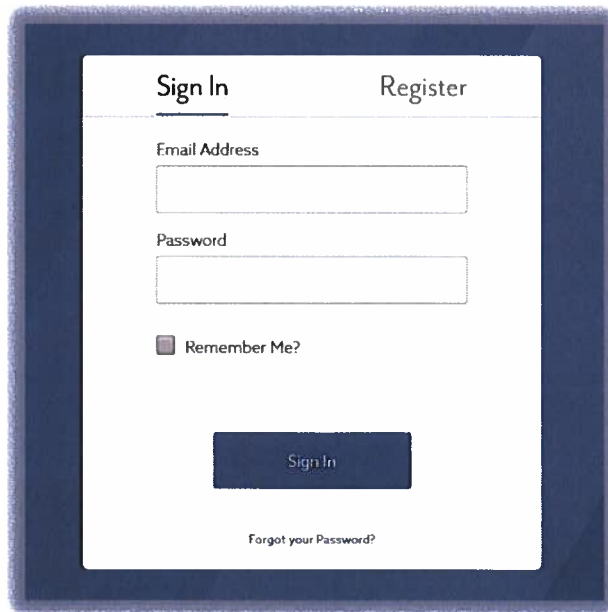 Sign In Register
Email Address
Password
Remember Me?
Sign In
Forgot your Password?